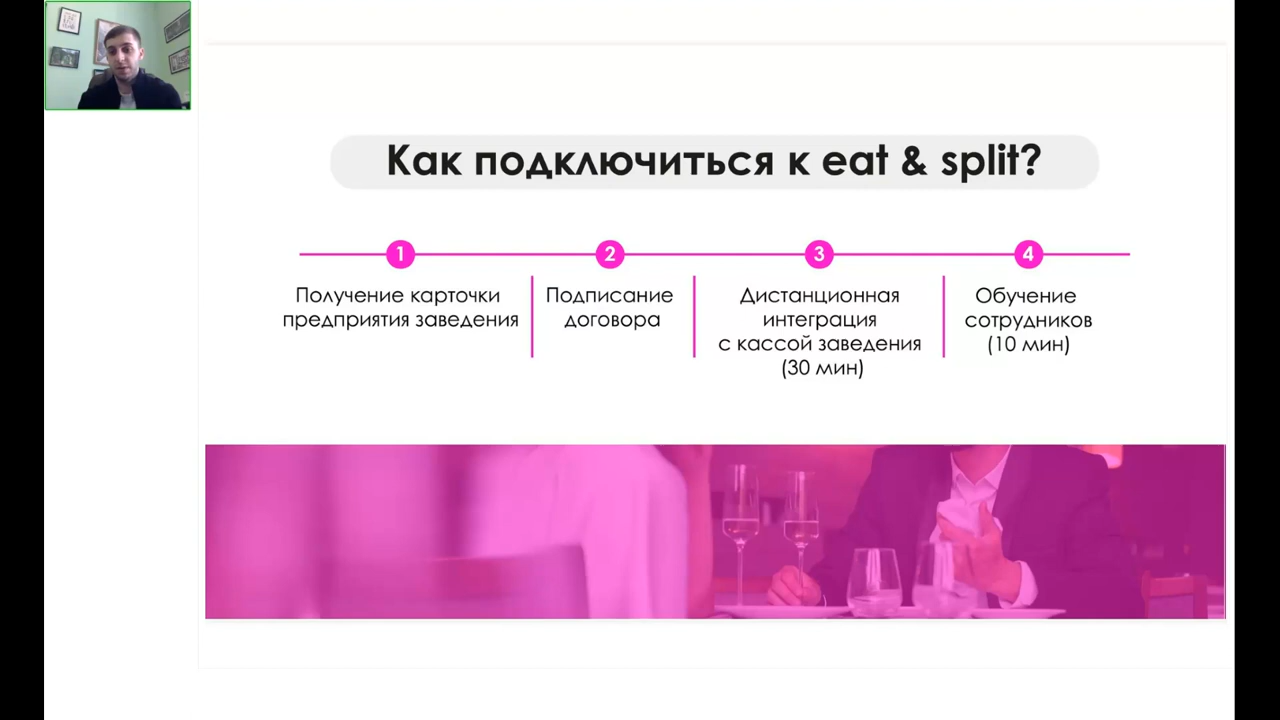 Как подключиться к eat & split?
1
2
3
4
Получение карточки
предприятия заведения
Подписание
договора
Дистанционная
интеграция
с кассой заведения
(30 мин)
Обучение
сотрудников
(10 мин)